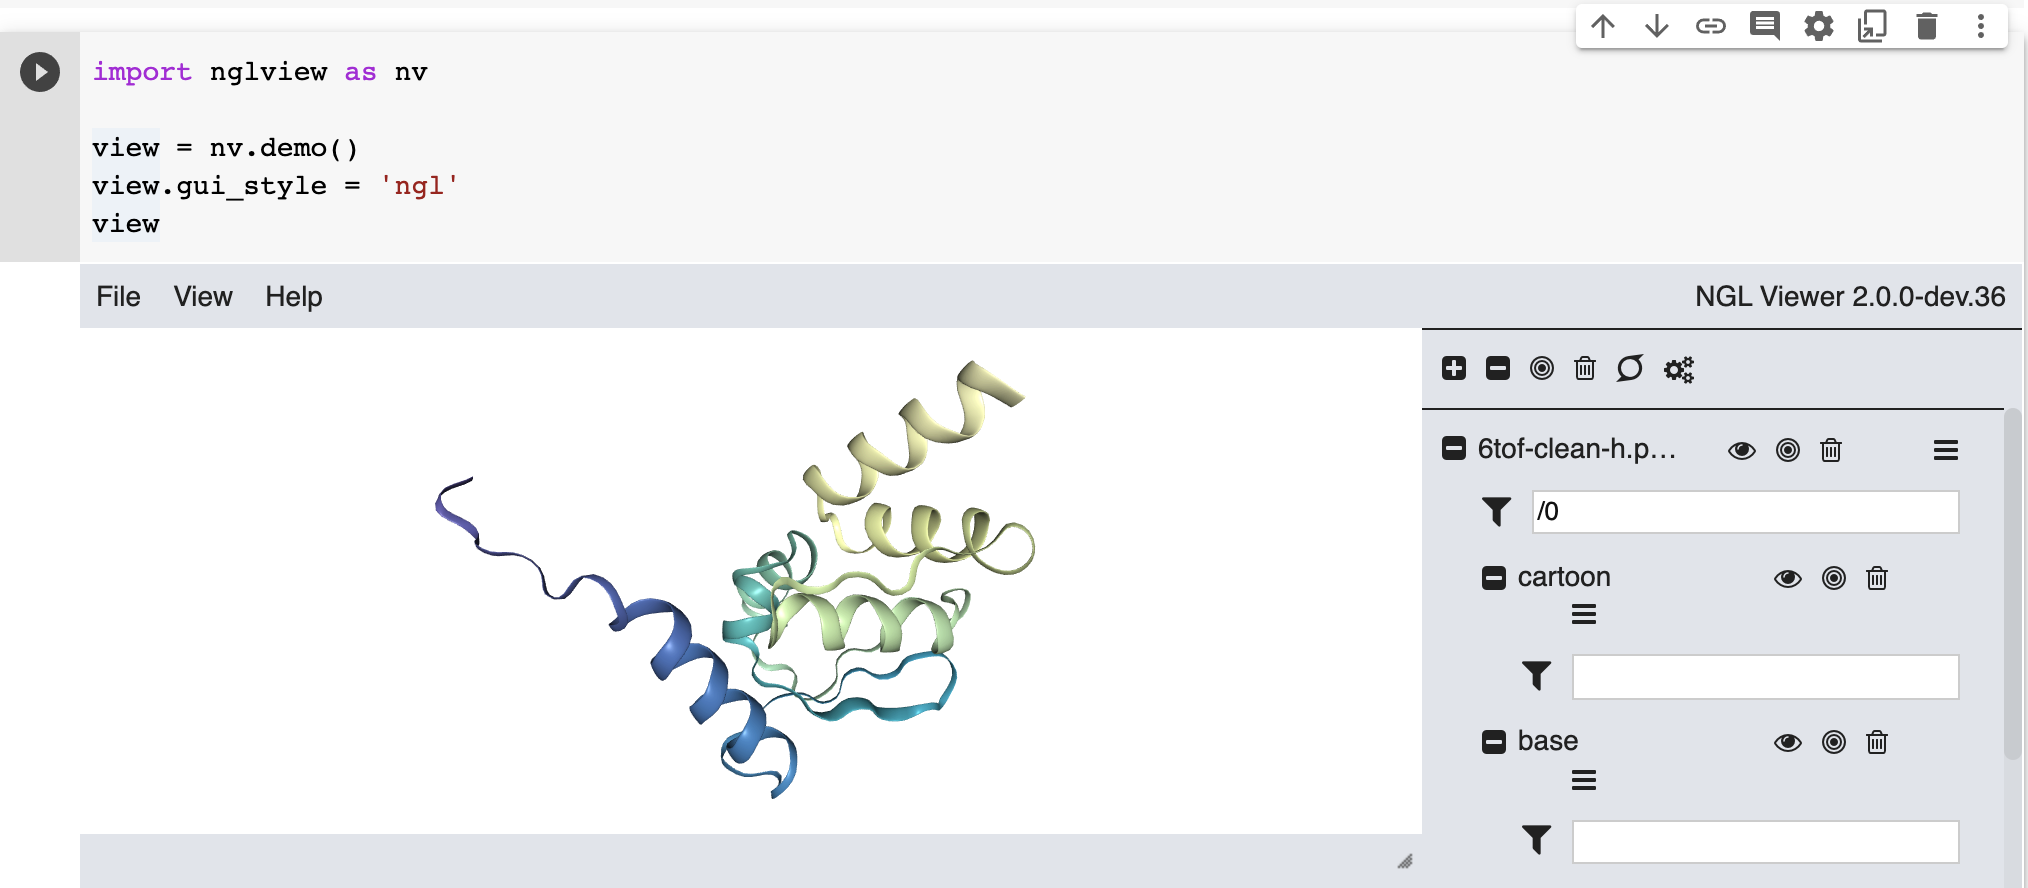 import nglview as nv
view = nv.demo()
view.gui_style = 'ngl'
view
File View Help
NGL Viewer 2.0.0-dev.36
6tof-clean-h.p...
/0
cartoon
base